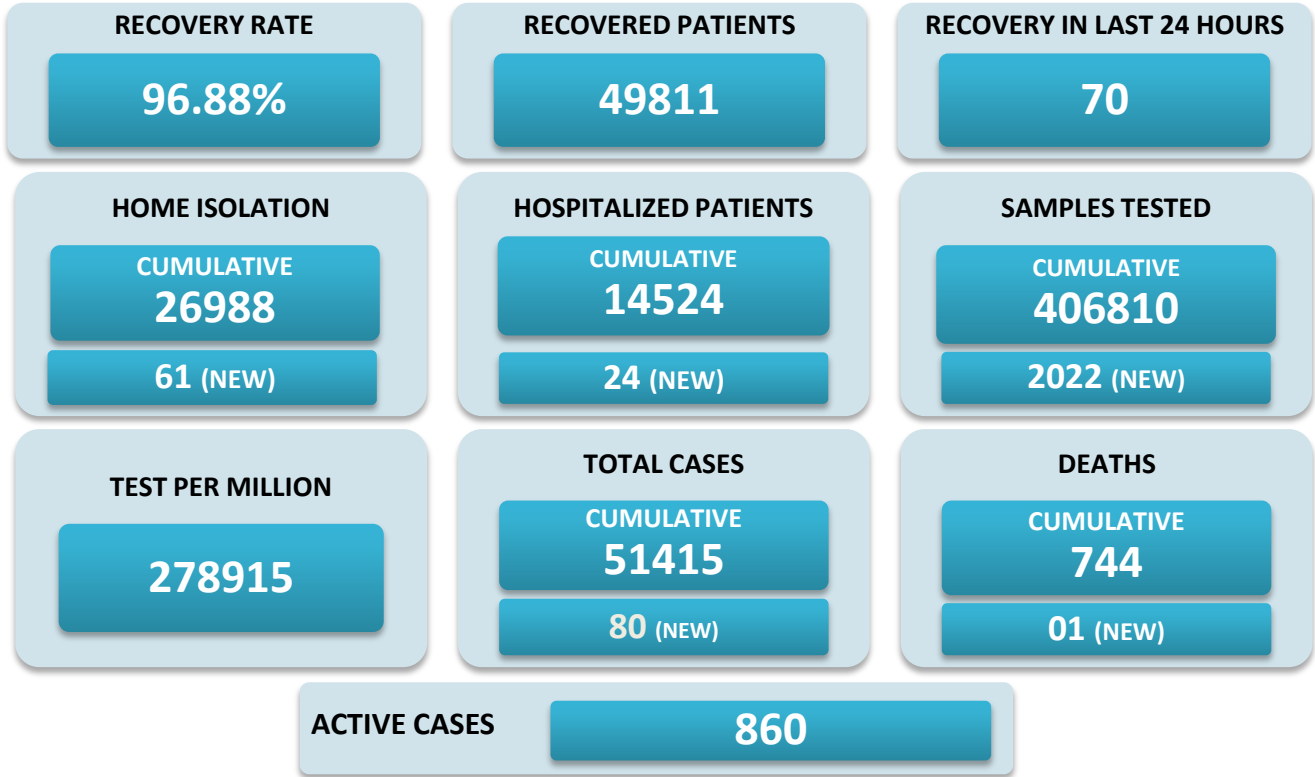 RECOVERY RATE
96.88%
RECOVERED PATIENTS
49811
RECOVERY IN LAST 24 HOURS
70
HOME ISOLATION
CUMULATIVE
26988
61 (NEW)
HOSPITALIZED PATIENTS
CUMULATIVE
14524
24 (NEW)
SAMPLES TESTED
CUMULATIVE
406810
2022 (NEW)
TEST PER MILLION
278915
TOTAL CASES
CUMULATIVE
51415
80 (NEW)
DEATHS
CUMULATIVE
744
01 (NEW)
ACTIVE CASES
860